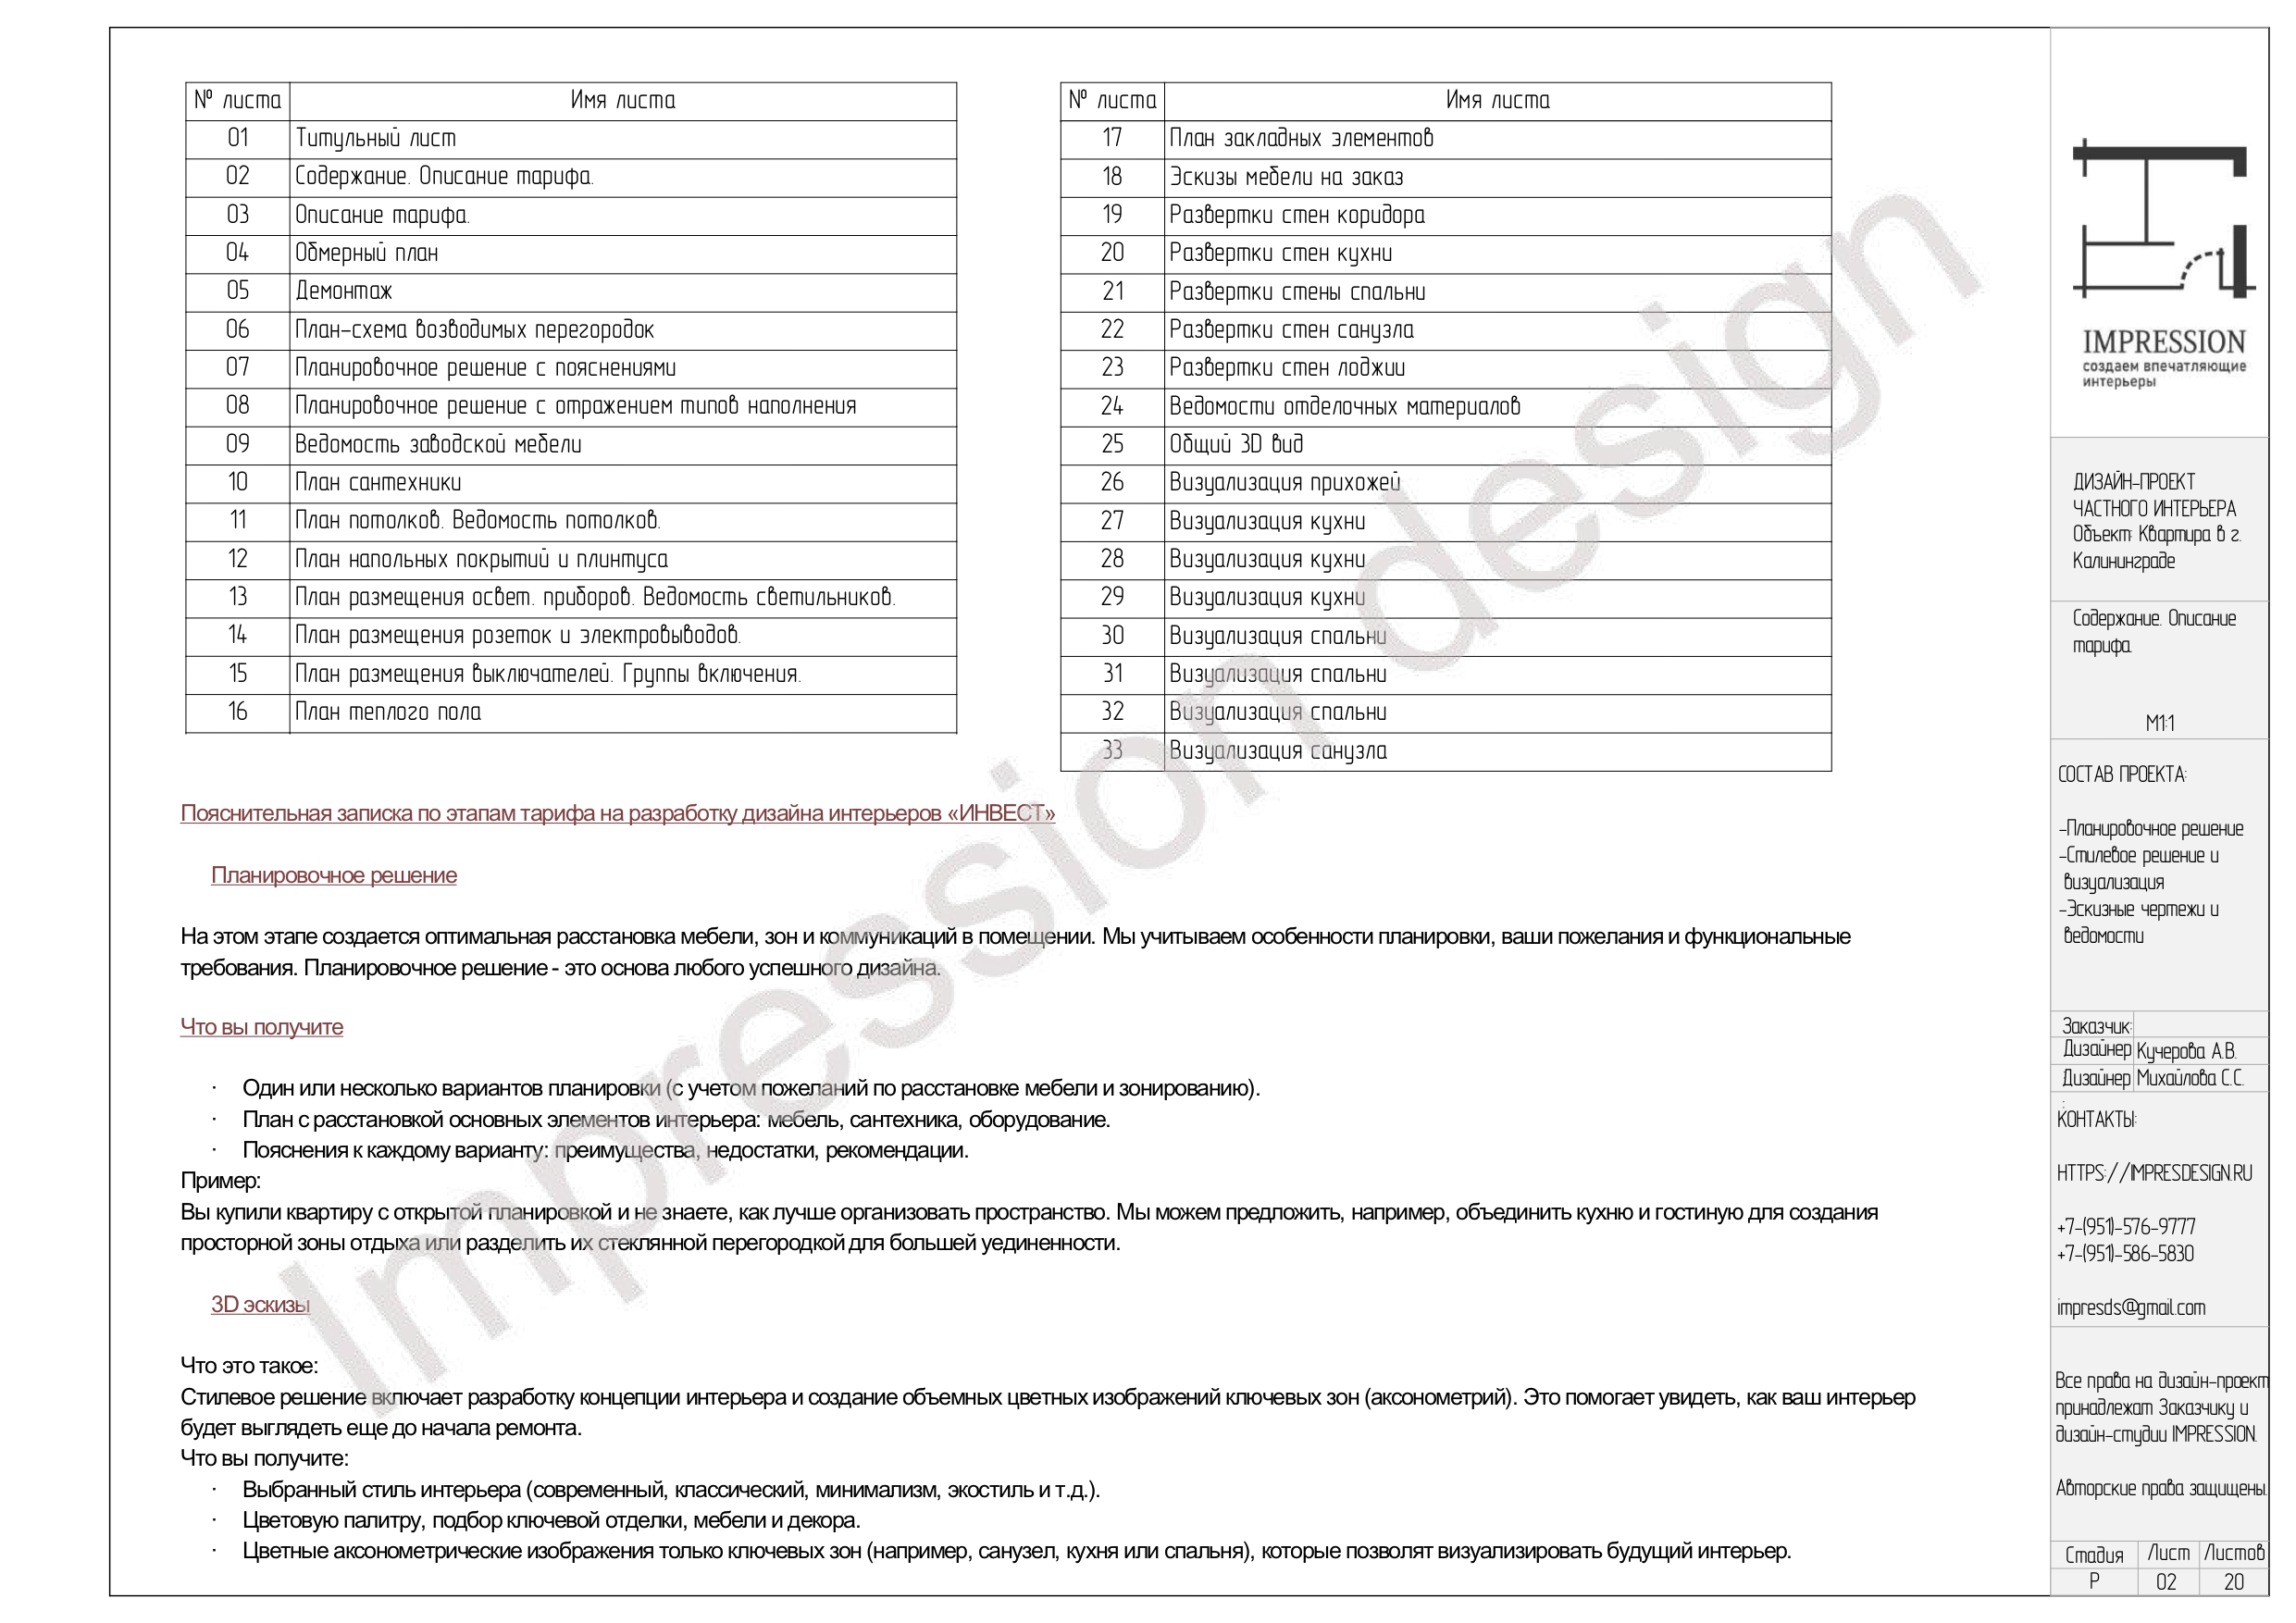 № листа Имя листа
01 Титульный лист
02 Содержание. Описание тарифа.
03 Описание тарифа.
04 Обмерный план
05 Демонтаж
06 План-схема возводимых перегородок
07 Планировочное решение с пояснениями
08 Планировочное решение с отражением типов наполнения
09 Ведомость заводской мебели
10 План сантехники
11 План потолков. Ведомость потолков.
12 План напольных покрытий и плинтуса
13 План размещения освет. приборов. Ведомость светильников.
14 План размещения розеток и электровыводов.
15 План размещения выключателей. Группы включения.
16 План теплого пола
№ листа Имя листа
17 План закладных элементов
18 Эскизы мебели на заказ
19 Развертки стен коридора
20 Развертки стен кухни
21 Развертки стены спальни
22 Развертки стен санузла
23 Развертки стен лоджии
24 Ведомости отделочных материалов
25 Общий 3D вид
26 Визуализация прихожей
27 Визуализация кухни
28 Визуализация кухни
29 Визуализация кухни
30 Визуализация спальни
31 Визуализация спальни
32 Визуализация спальни
33 Визуализация санузла
Пояснительная записка по этапам тарифа на разработку дизайна интерьеров «ИНВЕСТ»
Планировочное решение
На этом этапе создается оптимальная расстановка мебели, зон и коммуникаций в помещении. Мы учитываем особенности планировки, ваши пожелания и функциональные
требования. Планировочное решение - это основа любого успешного дизайна.
Что вы получите
· Один или несколько вариантов планировки (с учетом пожеланий по расстановке мебели и зонированию).
· План с расстановкой основных элементов интерьера: мебель, сантехника, оборудование.
· Пояснения к каждому варианту: преимущества, недостатки, рекомендации.
Пример:
Вы купили квартиру с открытой планировкой и не знаете, как лучше организовать пространство. Мы можем предложить, например, объединить кухню и гостиную для создания
просторной зоны отдыха или разделить их стеклянной перегородкой для большей уединенности.
3D эскизы
Что это такое:
Стилевое решение включает разработку концепции интерьера и создание объемных цветных изображений ключевых зон (аксонометрий). Это помогает увидеть, как ваш интерьер
будет выглядеть еще до начала ремонта.
Что вы получите:
· Выбранный стиль интерьера (современный, классический, минимализм, экостиль и т.д.).
· Цветовую палитру, подбор ключевой отделки, мебели и декора.
· Цветные аксонометрические изображения только ключевых зон (например, санузел, кухня или спальня), которые позволят визуализировать будущий интерьер.
Impression design
IMPRESSION
создаем впечатляющие
интерьеры
ДИЗАЙН-ПРОЕКТ
ЧАСТНОГО ИНТЕРЬЕРА
Объект: Квартира в г.
Калининграде
Содержание. Описание
тарифа.
М1:1
СОСТАВ ПРОЕКТА:
-Планировочное решение
-Стилевое решение и
визуализация
-Эскизные чертежи и
ведомости
Заказчик:
Дизайнер Кучерова А.В.
Дизайнер Михайлова С.С.
:
КОНТАКТЫ:
HTTPS://IMPRESDESIGN.RU
+7-(951)-576-9777
+7-(951)-586-5830
impresds@gmail.com
Все права на дизайн-проект
принадлежат Заказчику и
дизайн-студии IMPRESSION.
Авторские права защищены.
Стадия Лист Листов
Р 02 20